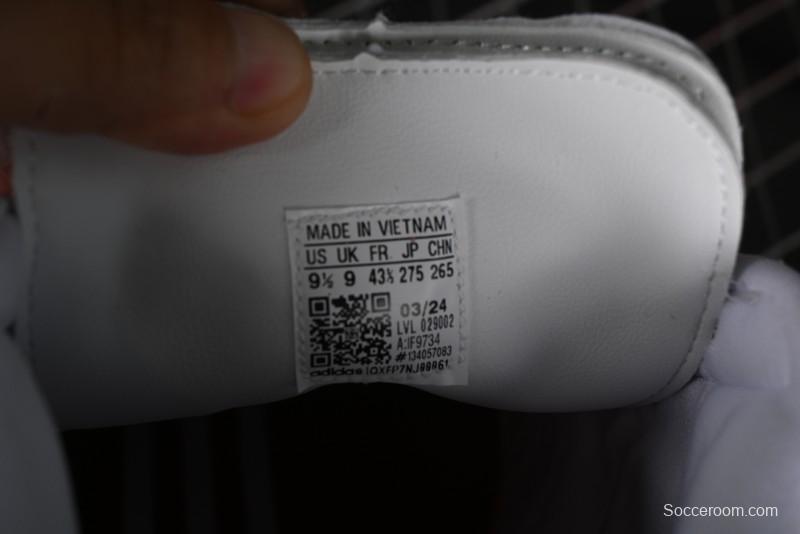 MADE IN VIETNAM
US UK FR JP CHN
9½ 9 43⅓ 275 265
03/24
LVL 029002
A:IF9734
#134057083
adidas
Socceroom.com